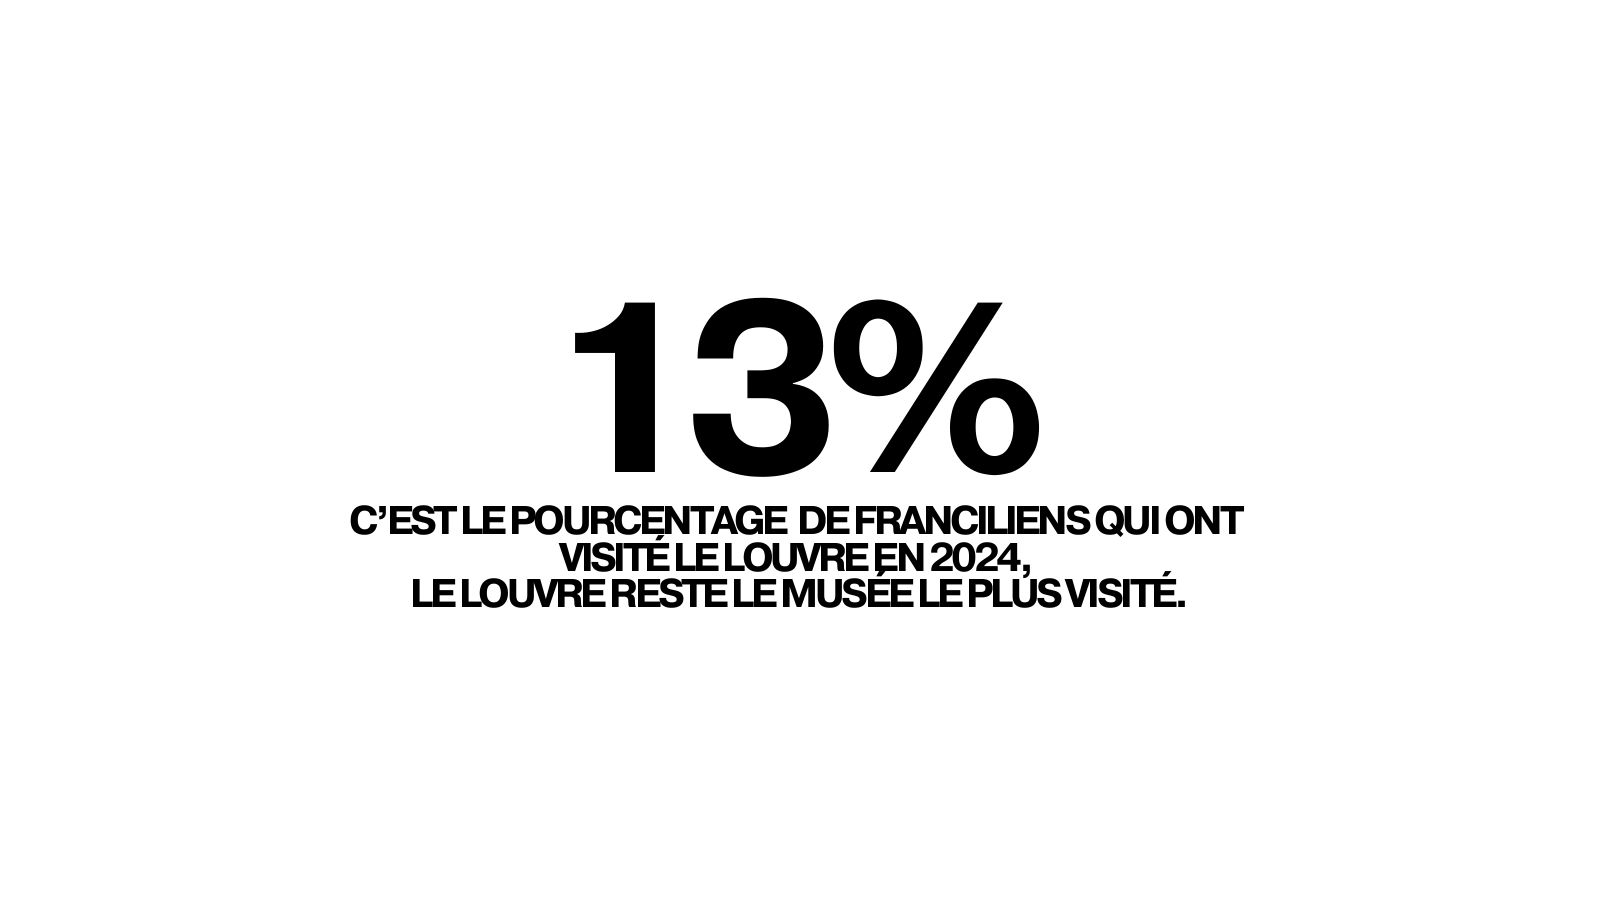 13%
C’EST LE POURCENTAGE DE FRANCILIENS QUI ONT
VISITÉ LE LOUVRE EN 2024,
LE LOUVRE RESTE LE MUSÉE LE PLUS VISITÉ.